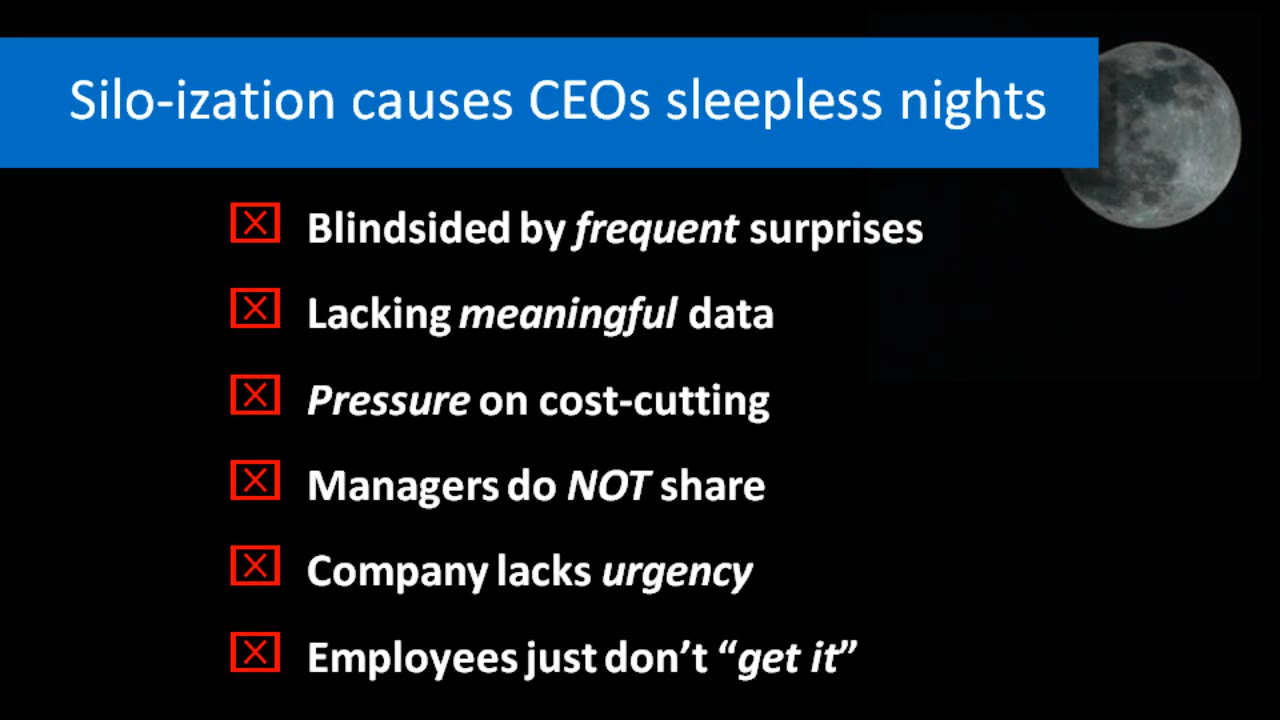 Silo-ization causes CEOs sleepless nights
Blindsided by frequent surprises
Lacking meaningful data
Pressure on cost-cutting
Managers do NOT share
Company lacks urgency
Employees just don’t “get it”